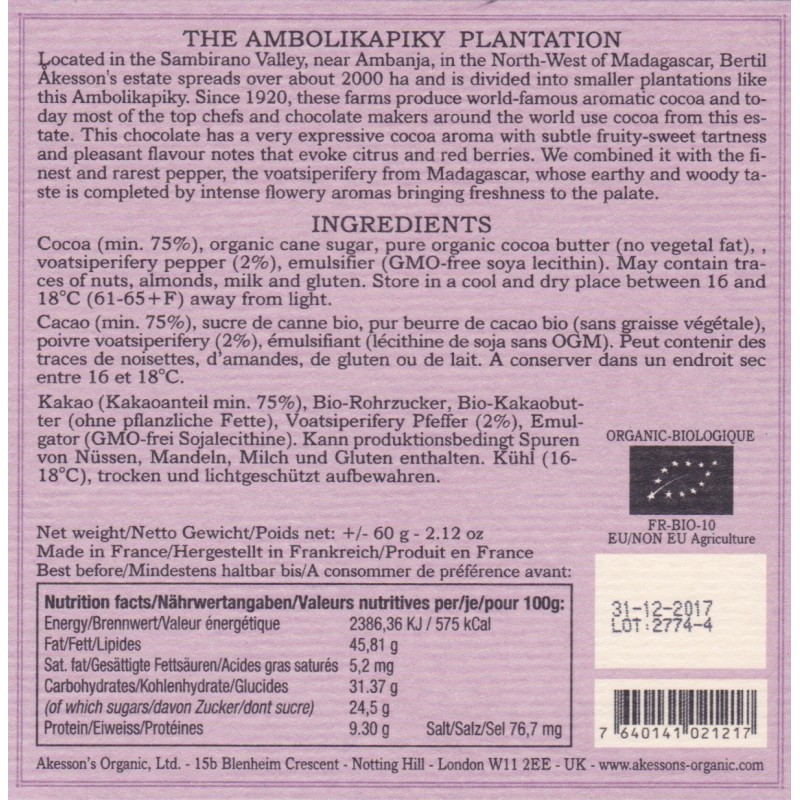 THE AMBOLIKAPIKY PLANTATION
Located in the Sambirano Valley, near Ambanja, in the North-West of Madagascar, Bertil
Åkesson's estate spreads over about 2000 ha and is divided into smaller plantations like
this Ambolikapiky. Since 1920, these farms produce world-famous aromatic cocoa and to-
day most of the top chefs and chocolate makers around the world use cocoa from this es-
tate. This chocolate has a very expressive cocoa aroma with subtle fruity-sweet tartness
and pleasant flavour notes that evoke citrus and red berries. We combined it with the fi-
nest and rarest pepper, the voatsiperifery from Madagascar, whose earthy and woody ta-
ste is completed by intense flowery aromas bringing freshness to the palate.
INGREDIENTS
Cocoa (min. 75%), organic cane sugar, pure organic cocoa butter (no vegetal fat), ,
voatsiperifery pepper (2%), emulsifier (GMO-free soya lecithin). May contain tra-
ces of nuts, almonds, milk and gluten. Store in a cool and dry place between 16 and
18°C (61-65+F) away from light.
Cacao (min. 75%), sucre de canne bio, pur beurre de cacao bio (sans graisse végétale),
poivre voatsiperifery (2%), émulsifiant (lécithine de soja sans OGM). Peut contenir des
traces de noisettes, d'amandes, de gluten ou de lait. A conserver dans un endroit sec
entre 16 et 18°C.
Kakao (Kakaoanteil min. 75%), Bio-Rohrzucker, Bio-Kakaobut-
ter (ohne pflanzliche Fette), Voatsiperifery Pfeffer (2%), Emul-
gator (GMO-frei Sojalecithine). Kann produktionsbedingt Spuren
von Nüssen, Mandeln, Milch und Gluten enthalten. Kühl (16-
18°C), trocken und lichtgeschützt aufbewahren.
ORGANIC-BIOLOGIQUE
FR-BIO-10
EU/NON EU Agriculture
Net weight/Netto Gewicht/Poids net: +/- 60 g - 2.12 oz
Made in France/Hergestellt in Frankreich/Produit en France
Best before/Mindestens haltbar bis/A consommer de préférence avant:
31-12-2017
LOT:2774-4
Nutrition facts/Nährwertangaben/Valeurs nutritives per/je/pour 100g:
Energy/Brennwert/Valeur énergétique 2386,36 KJ / 575 kCal
Fat/Fett/Lipides 45,81 g
Sat. fat/Gesättigte Fettsäuren/Acides gras saturés 5,2 mg
Carbohydrates/Kohlenhydrate/Glucides 31.37 g
(of which sugars/davon Zucker/dont sucre) 24,5 g
Protein/Eiweiss/Protéines 9.30 g Salt/Salz/Sel 76,7 mg
7 640141 021217
Akesson's Organic, Ltd. - 15b Blenheim Crescent - Notting Hill - London W11 2EE - UK - www.akessons-organic.com